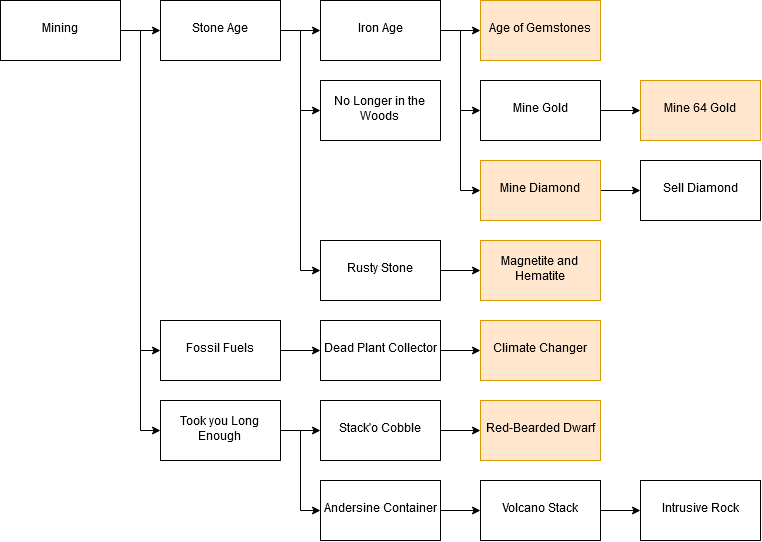 Mining
Stone Age
Iron Age
Age of Gemstones
No Longer in the
Woods
Mine Gold
Mine 64 Gold
Mine Diamond
Sell Diamond
Rusty Stone
Magnetite and
Hematite
Fossil Fuels
Dead Plant Collector
Climate Changer
Took you Long
Enough
Stack'o Cobble
Red-Bearded Dwarf
Andersine Container
Volcano Stack
Intrusive Rock